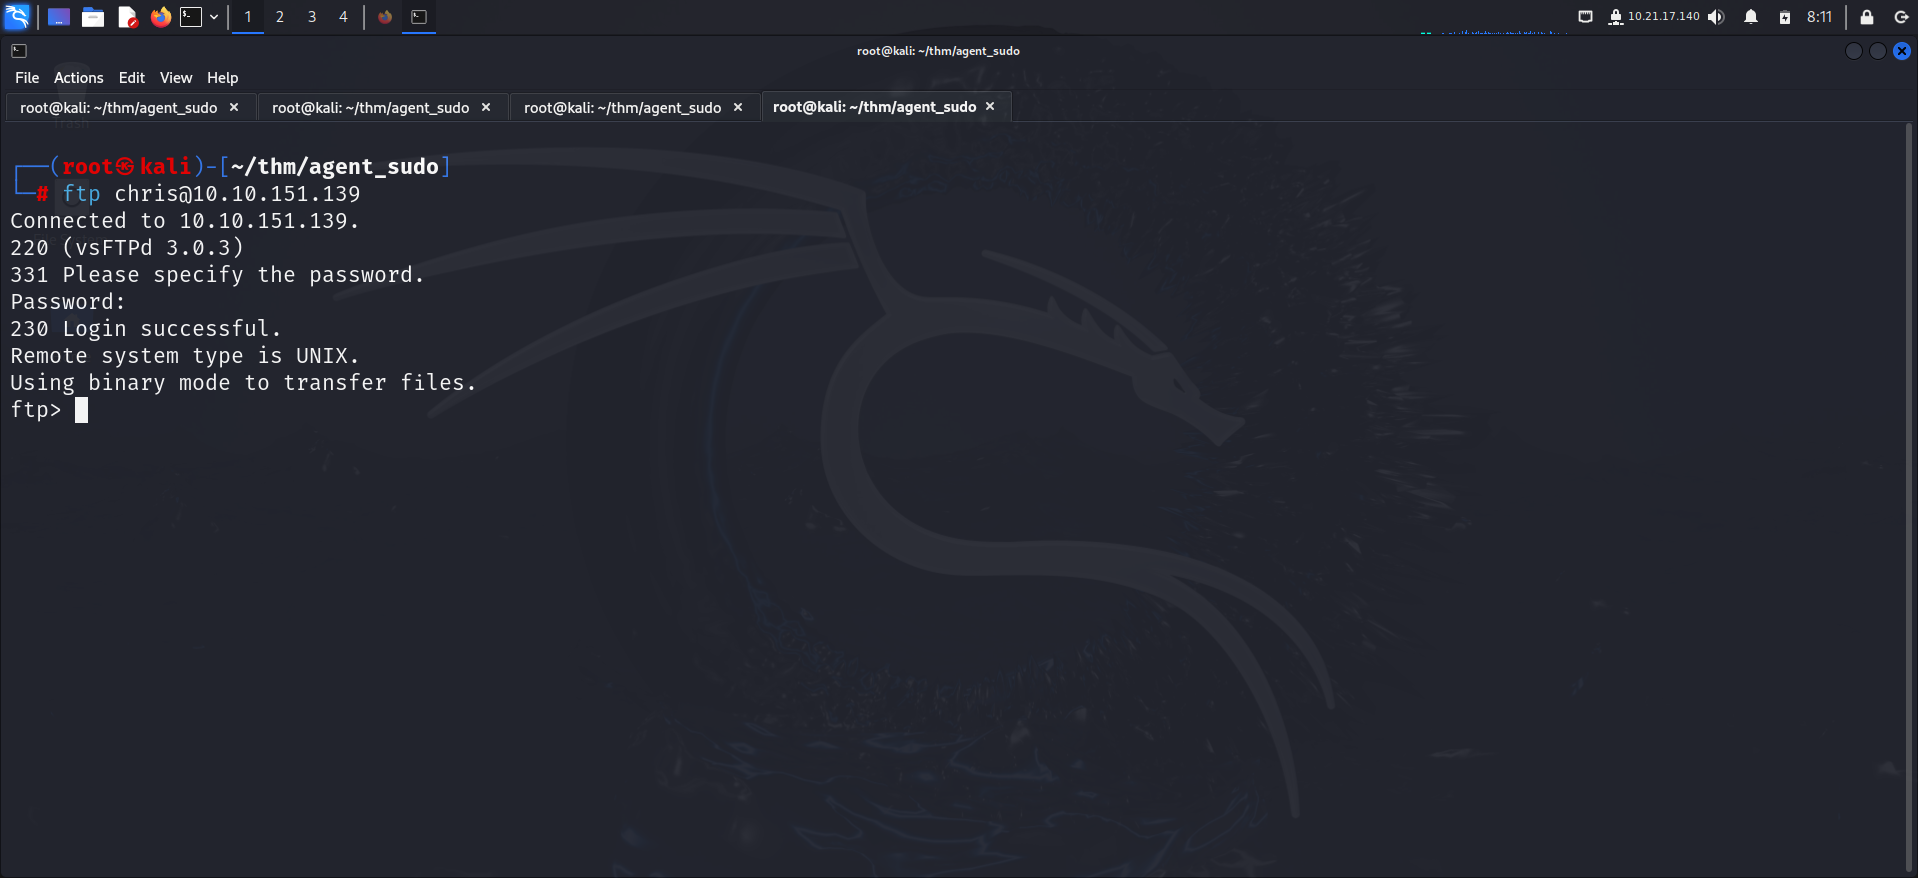 1 2 3 4 10.21.17.140 8:11
root@kali: ~/thm/agent_sudo
File Actions Edit View Help
root@kali: ~/thm/agent_sudo × root@kali: ~/thm/agent_sudo × root@kali: ~/thm/agent_sudo × root@kali: ~/thm/agent_sudo ×
Trash
┌──(root㉿kali)-[~/thm/agent_sudo]
└─# ftp chris@10.10.151.139
Connected to 10.10.151.139.
220 (vsFTPd 3.0.3)
331 Please specify the password.
Password:
230 Login successful.
Remote system type is UNIX.
Using binary mode to transfer files.
ftp>